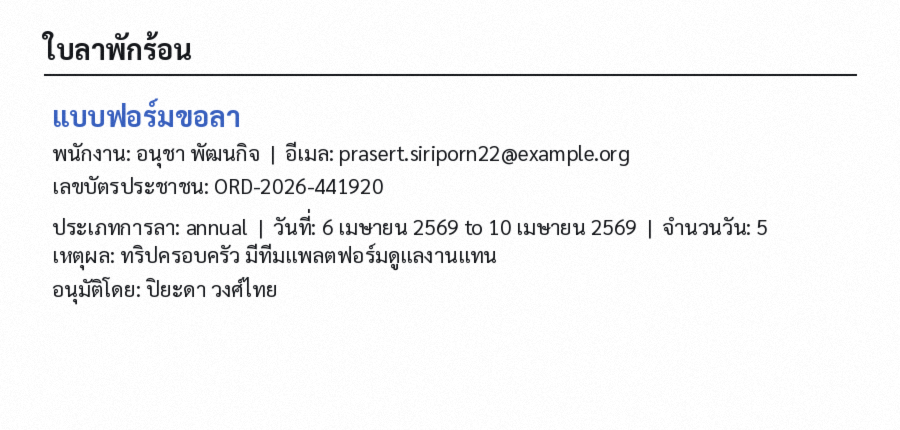 ใบลาพักร้อน
แบบฟอร์มขอลา
พนักงาน: อนุชา พัฒนกิจ | อีเมล: prasert.siriporn22@example.org
เลขบัตรประชาชน: ORD-2026-441920
ประเภทการลา: annual | วันที่: 6 เมษายน 2569 to 10 เมษายน 2569 | จำนวนวัน: 5
เหตุผล: ทริปครอบครัว มีทีมแพลตฟอร์มดูแลงานแทน
อนุมัติโดย: ปิยะดา วงศ์ไทย